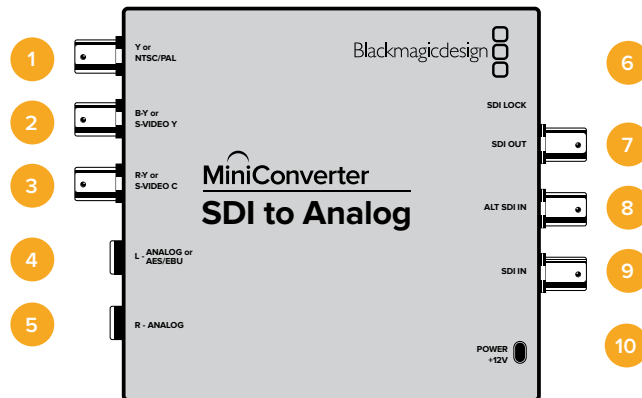 1
Y or
NTSC/PAL
2
B-Y or
S-VIDEO Y
3
R-Y or
S-VIDEO C
4
L - ANALOG or
AES/EBU
5
R - ANALOG
Blackmagicdesign
MiniConverter
SDI to Analog
SDI LOCK
6
SDI OUT
7
ALT SDI IN
8
SDI IN
9
POWER
+12V
10